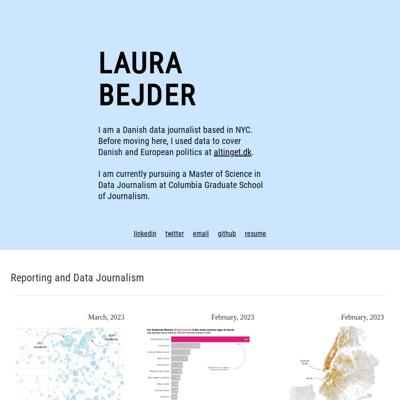 LAURA
BEJDER
I am a Danish data journalist based in NYC.
Before moving here, I used data to cover
Danish and European politics at altinget.dk.
I am currently pursuing a Master of Science in
Data Journalism at Columbia Graduate School
of Journalism.
linkedin twitter email github resume
Reporting and Data Journalism
March, 2023 February, 2023 February, 2023